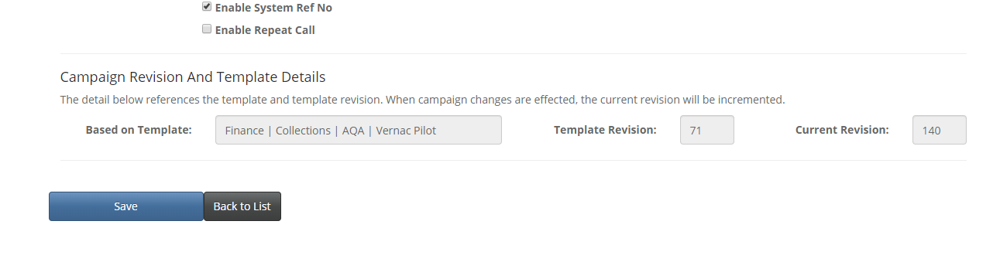 Enable System Ref No
Enable Repeat Call
Campaign Revision And Template Details
The detail below references the template and template revision. When campaign changes are effected, the current revision will be incremented.
Based on Template: Finance | Collections | AQA | Vernac Pilot Template Revision: 71 Current Revision: 140
Save Back to List